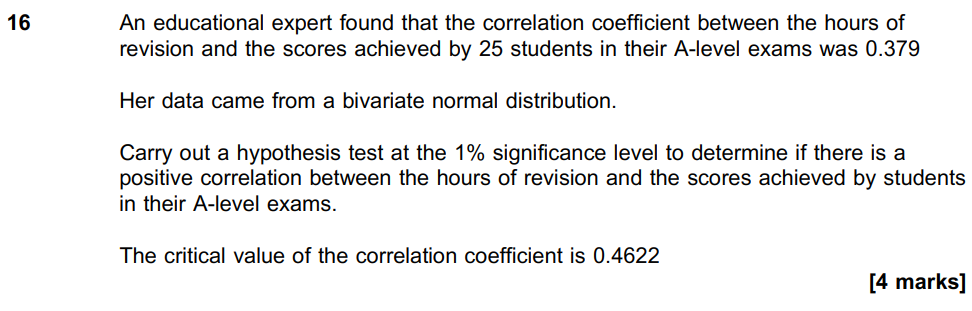 16 An educational expert found that the correlation coefficient between the hours of
revision and the scores achieved by 25 students in their A-level exams was 0.379
Her data came from a bivariate normal distribution.
Carry out a hypothesis test at the 1% significance level to determine if there is a
positive correlation between the hours of revision and the scores achieved by students
in their A-level exams.
The critical value of the correlation coefficient is 0.4622
[4 marks]